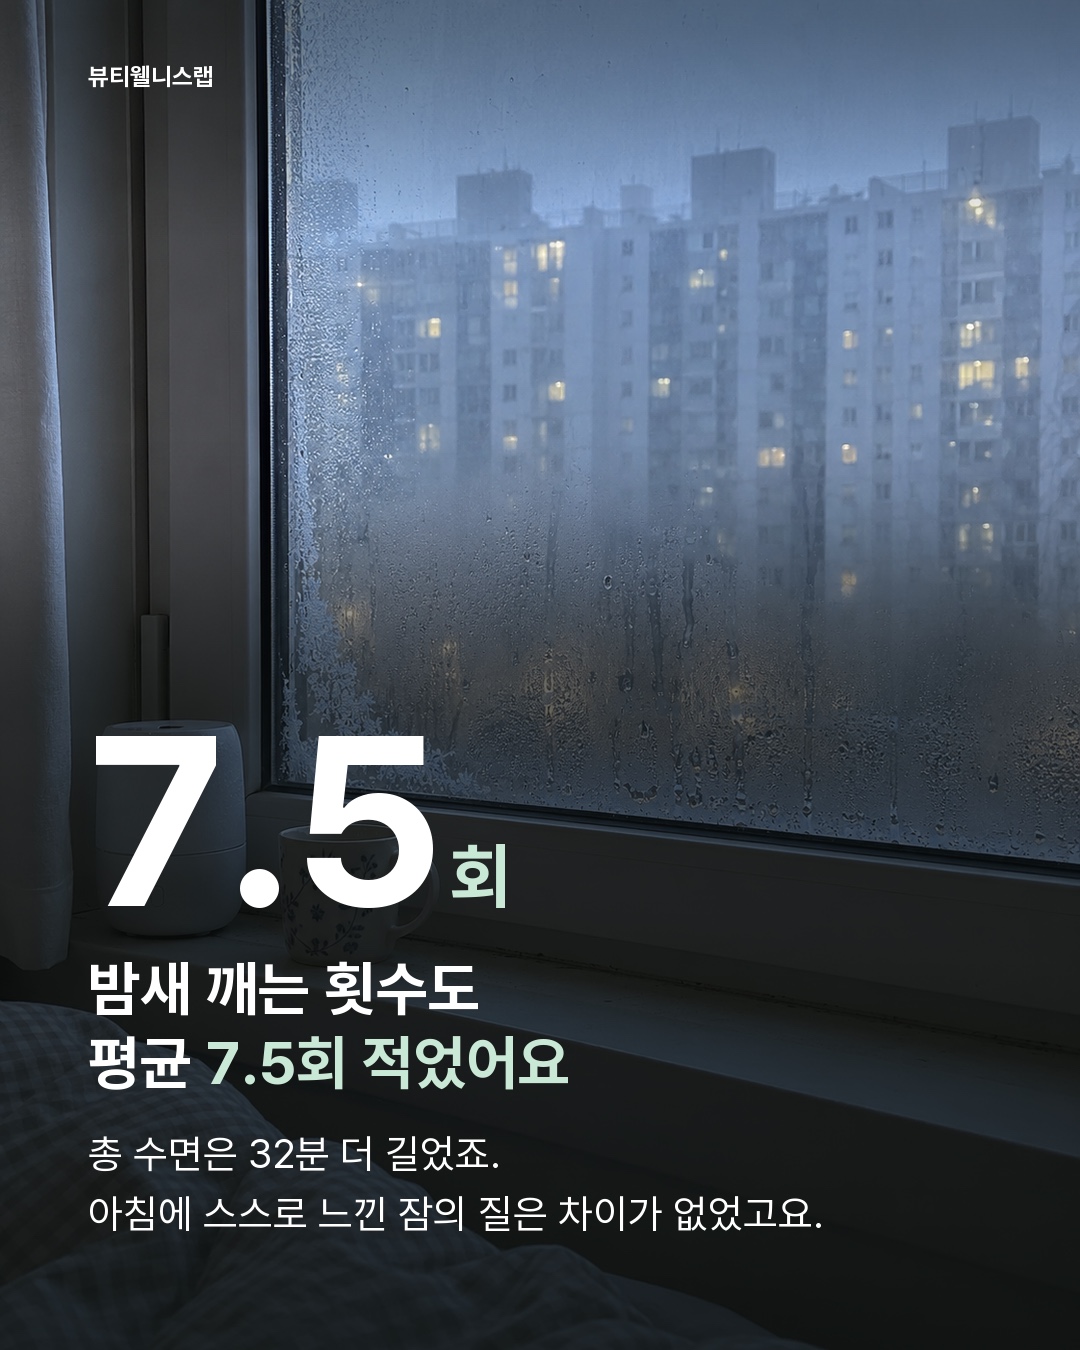 뷰티웰니스랩
7.5회
밤새 깨는 횟수도
평균 7.5회 적었어요
총 수면은 32분 더 길었죠.
아침에 스스로 느낀 잠의 질은 차이가 없었고요.